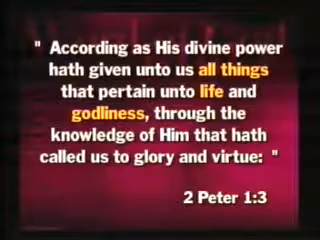 " According as His divine power
hath given unto us all things
that pertain unto life and
godliness, through the
knowledge of Him that hath
called us to glory and virtue: "
2 Peter 1:3